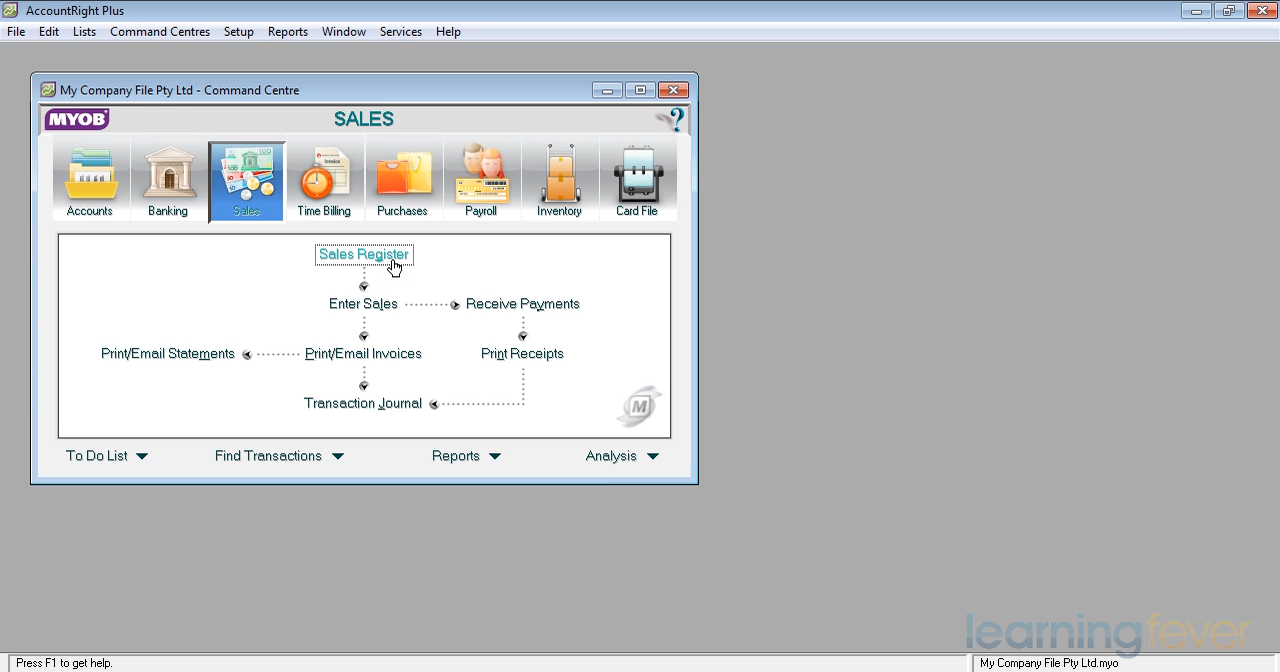 AccountRight Plus
File Edit Lists Command Centres Setup Reports Window Services Help
My Company File Pty Ltd - Command Centre
MYOB SALES ?
Accounts Banking Sales Time Billing Purchases Payroll Inventory Card File
Sales Register
Enter Sales Receive Payments
Print/Email Statements Print/Email Invoices Print Receipts
Transaction Journal
M
To Do List Find Transactions Reports Analysis
learningfever
Press F1 to get help. My Company File Pty Ltd.myo